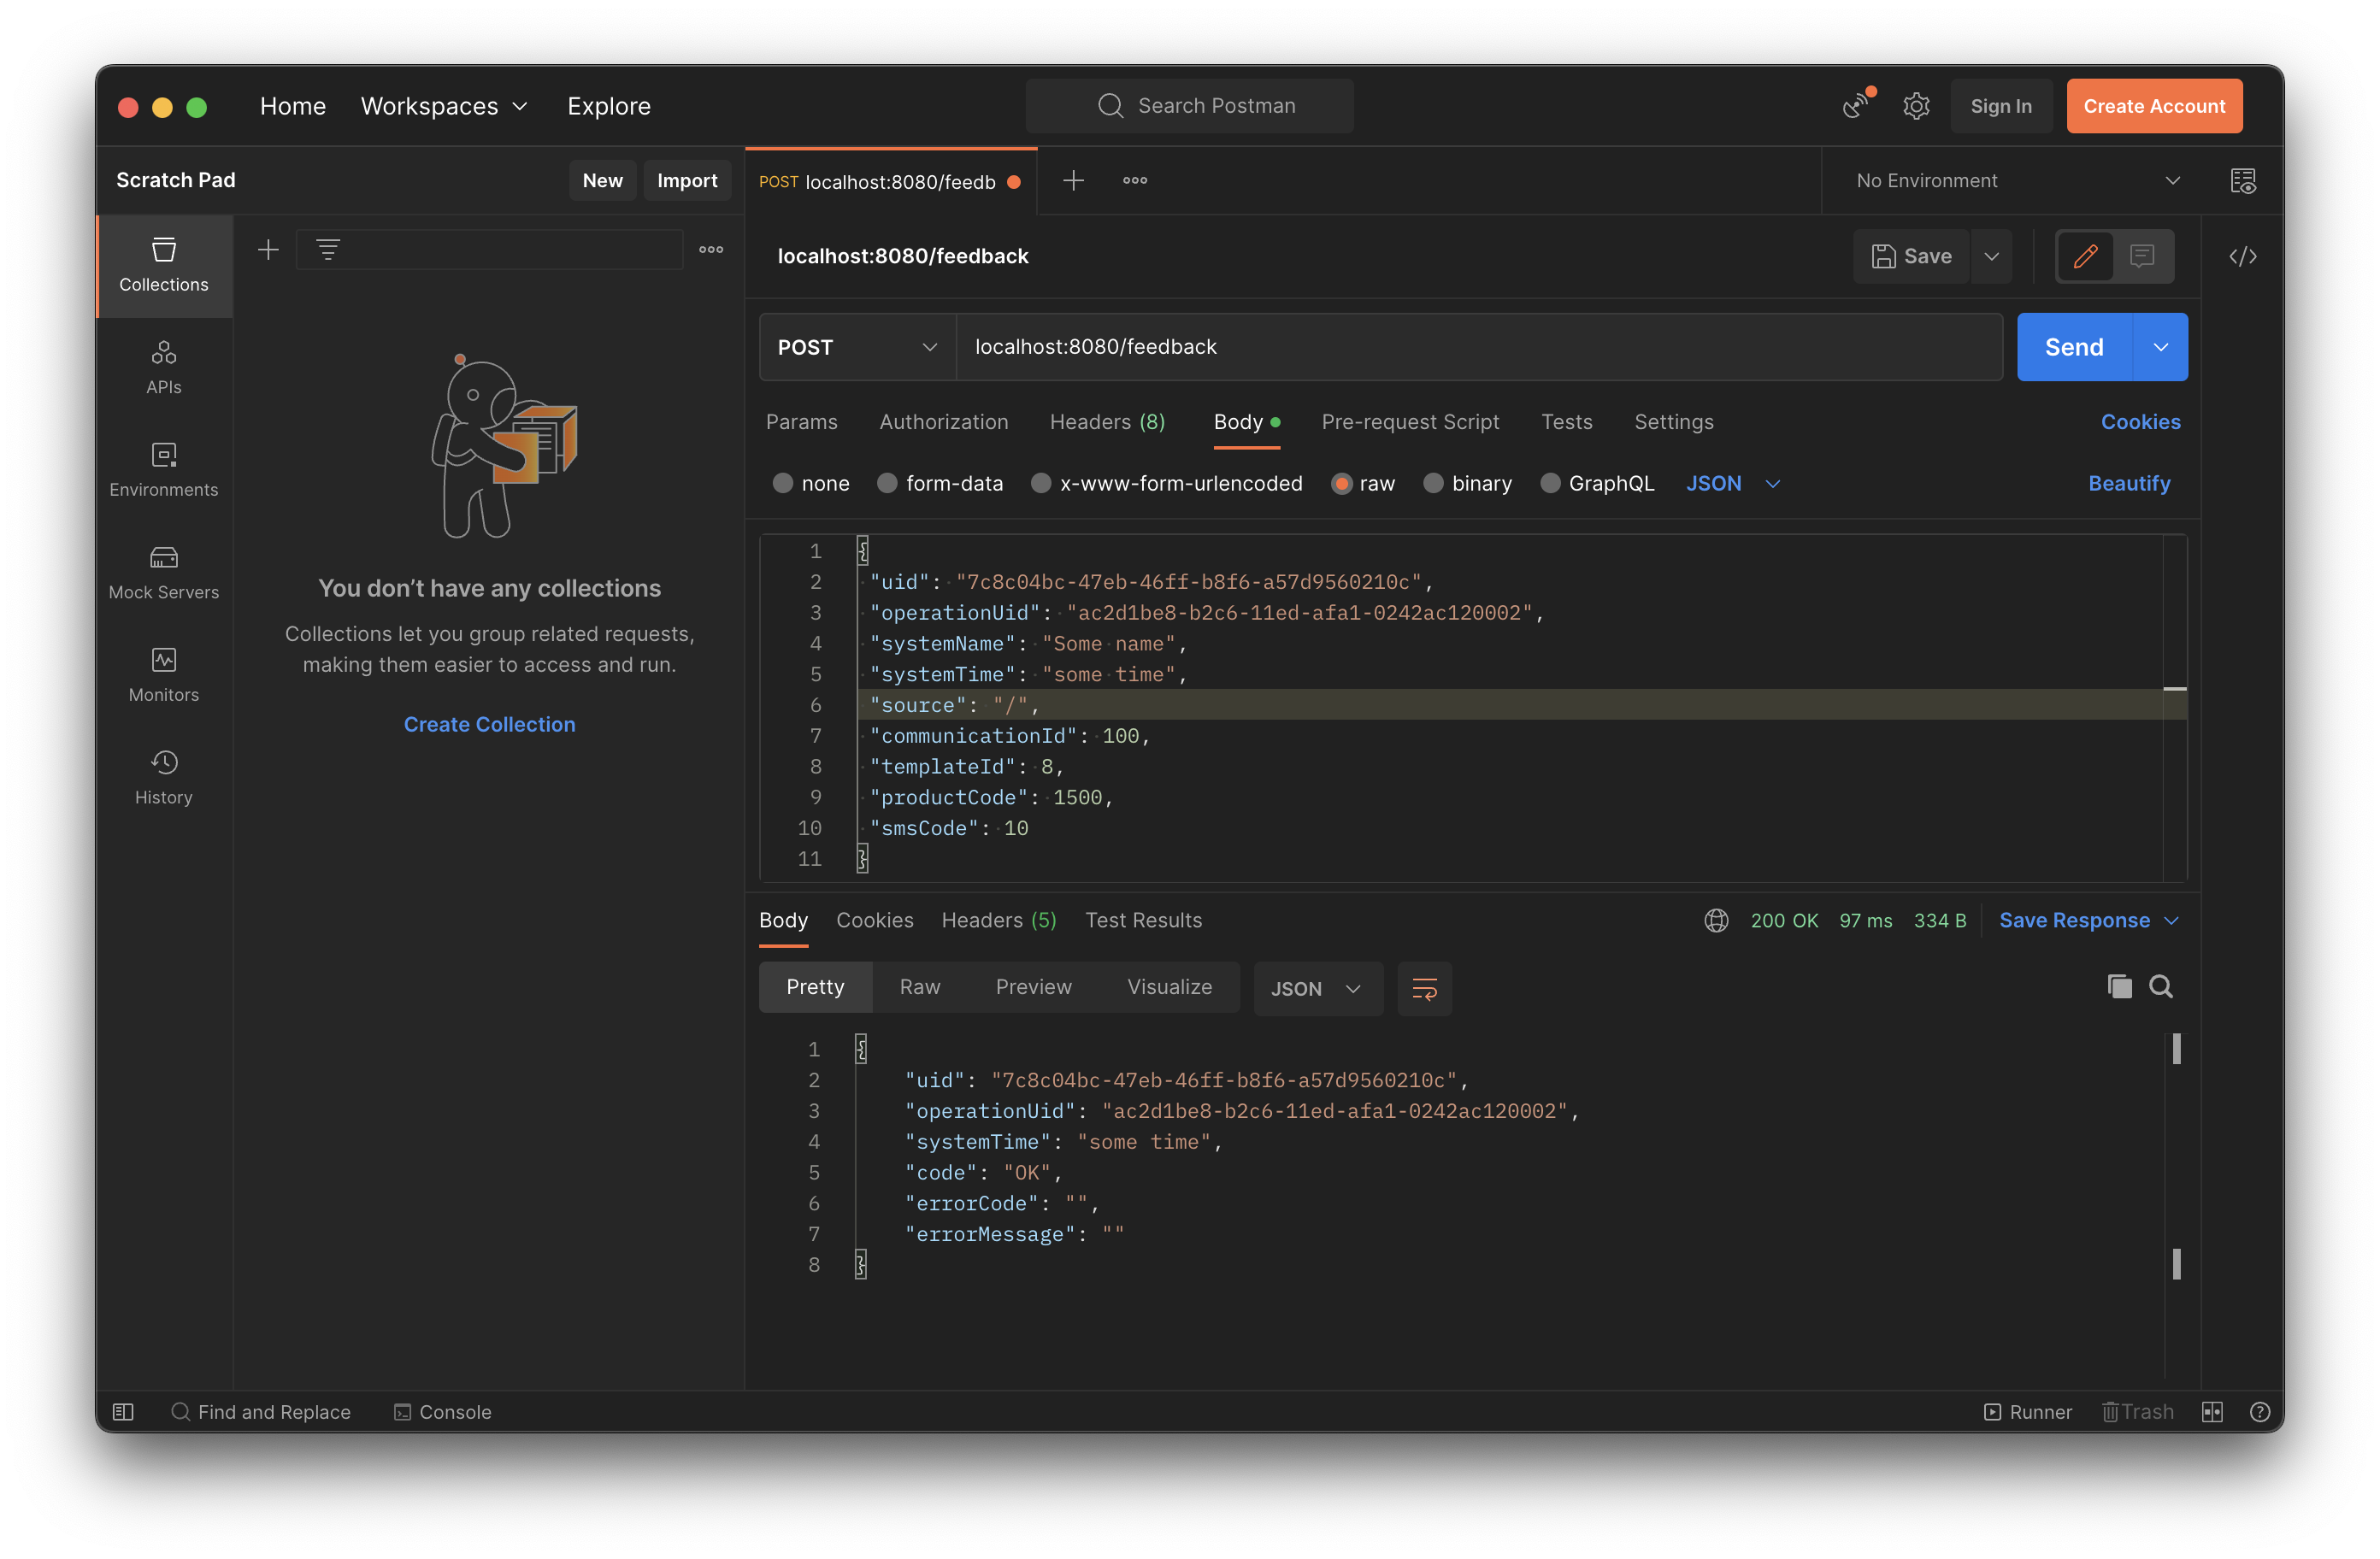 Home Workspaces Explore Search Postman Sign In Create Account
Scratch Pad New Import
POST localhost:8080/feedb No Environment
Collections
APIs
Environments
Mock Servers
Monitors
History
You don’t have any collections
Collections let you group related requests,
making them easier to access and run.
Create Collection
localhost:8080/feedback Save
POST localhost:8080/feedback Send
Params Authorization Headers (8) Body Pre-request Script Tests Settings Cookies
none form-data x-www-form-urlencoded raw binary GraphQL JSON Beautify
1 {
2 "uid": "7c8c04bc-47eb-46ff-b8f6-a57d9560210c",
3 "operationUid": "ac2d1be8-b2c6-11ed-afa1-0242ac120002",
4 "systemName": "Some name",
5 "systemTime": "some time",
6 "source": "/",
7 "communicationId": 100,
8 "templateId": 8,
9 "productCode": 1500,
10 "smsCode": 10
11 }
Body Cookies Headers (5) Test Results 200 OK 97 ms 334 B Save Response
Pretty Raw Preview Visualize JSON
1 {
2 "uid": "7c8c04bc-47eb-46ff-b8f6-a57d9560210c",
3 "operationUid": "ac2d1be8-b2c6-11ed-afa1-0242ac120002",
4 "systemTime": "some time",
5 "code": "OK",
6 "errorCode": "",
7 "errorMessage": ""
8 }
Find and Replace Console Runner Trash